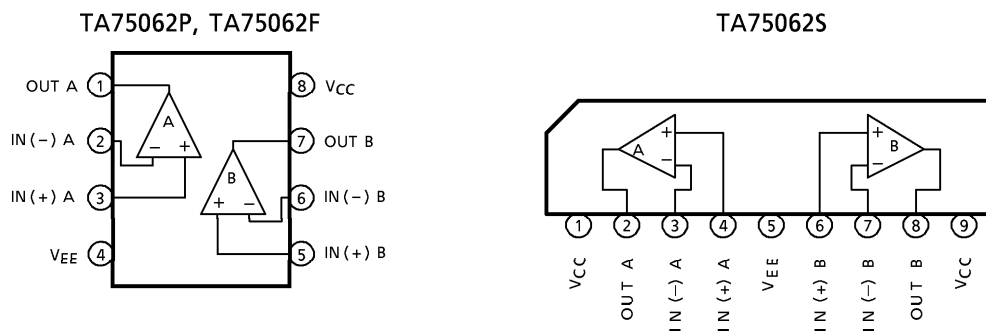 TA75062P, TA75062F
OUT A 1
IN(-) A 2
IN(+) A 3
VEE 4
8 VCC
7 OUT B
6 IN(-) B
5 IN(+) B
A
- +
B
+ -
TA75062S
A
+
-
+
-
B
1 2 3 4 5 6 7 8 9
VCC
OUT A
IN(-) A
IN(+) A
VEE
IN(+) B
IN(-) B
OUT B
VCC